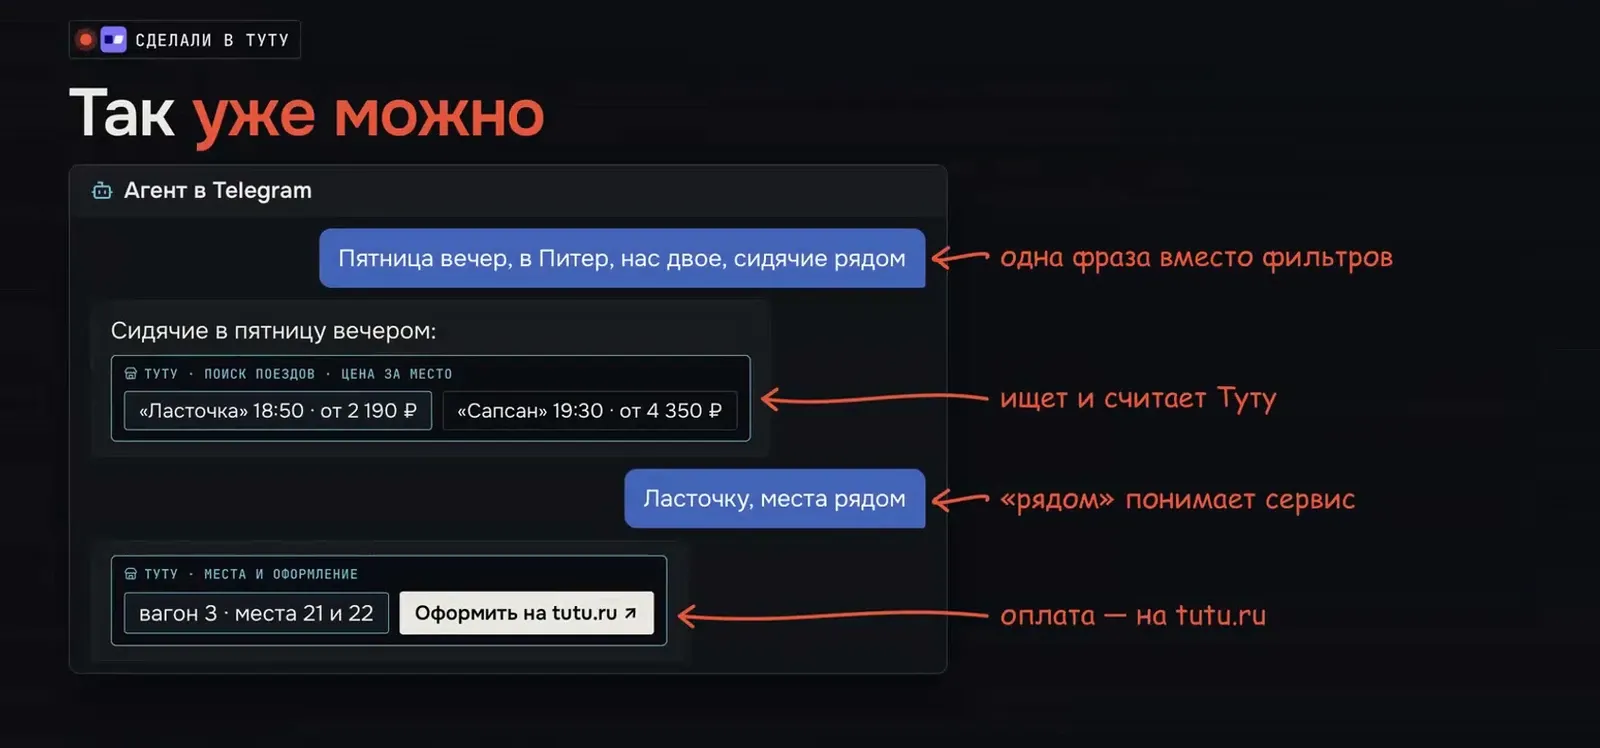 СДЕЛАЛИ В ТУТУ
Так уже можно
Агент в Telegram
Пятница вечер, в Питер, нас двое, сидячие рядом
одна фраза вместо фильтров
Сидячие в пятницу вечером:
ТУТУ · ПОИСК ПОЕЗДОВ · ЦЕНА ЗА МЕСТО
«Ласточка» 18:50 · от 2 190 ₽
«Сапсан» 19:30 · от 4 350 ₽
ищет и считает Туту
Ласточку, места рядом
«рядом» понимает сервис
ТУТУ · МЕСТА И ОФОРМЛЕНИЕ
вагон 3 · места 21 и 22
Оформить на tutu.ru ↗
оплата — на tutu.ru